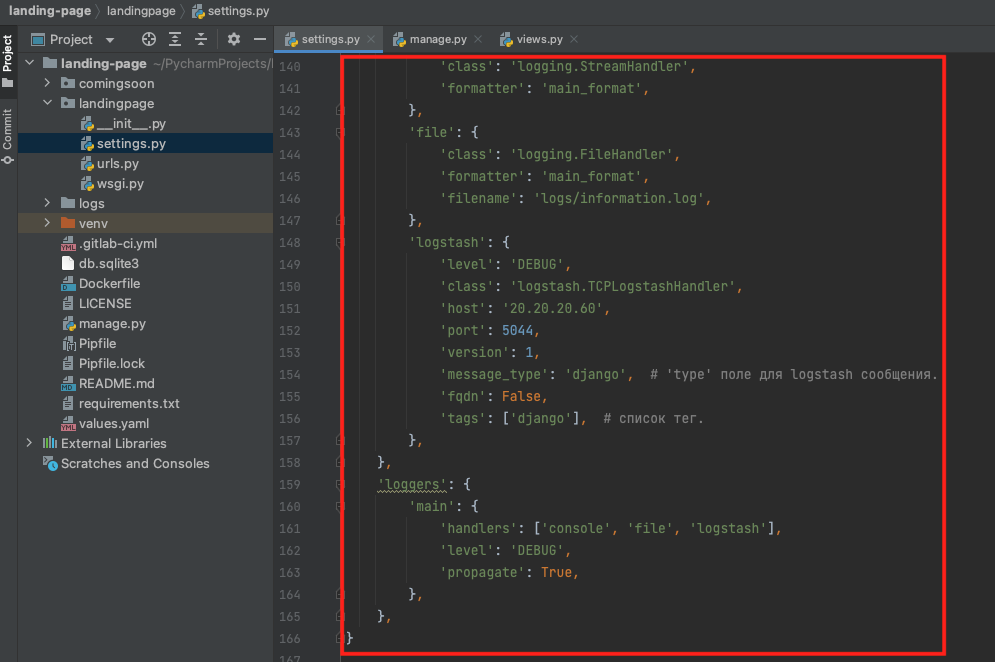 landing-page landingpage settings.py
Project
Commit
Project
landing-page ~/PycharmProjects/
comingsoon
landingpage
__init__.py
settings.py
urls.py
wsgi.py
logs
venv
.gitlab-ci.yml
db.sqlite3
Dockerfile
LICENSE
manage.py
Pipfile
Pipfile.lock
README.md
requirements.txt
values.yaml
External Libraries
Scratches and Consoles
settings.py manage.py views.py
140 'class': 'logging.StreamHandler',
141 'formatter': 'main_format',
142 },
143 'file': {
144 'class': 'logging.FileHandler',
145 'formatter': 'main_format',
146 'filename': 'logs/information.log',
147 },
148 'logstash': {
149 'level': 'DEBUG',
150 'class': 'logstash.TCPLogstashHandler',
151 'host': '20.20.20.60',
152 'port': 5044,
153 'version': 1,
154 'message_type': 'django', # 'type' поле для logstash сообщения.
155 'fqdn': False,
156 'tags': ['django'], # список тег.
157 },
158 },
159 'loggers': {
160 'main': {
161 'handlers': ['console', 'file', 'logstash'],
162 'level': 'DEBUG',
163 'propagate': True,
164 },
165 },
166 }
167